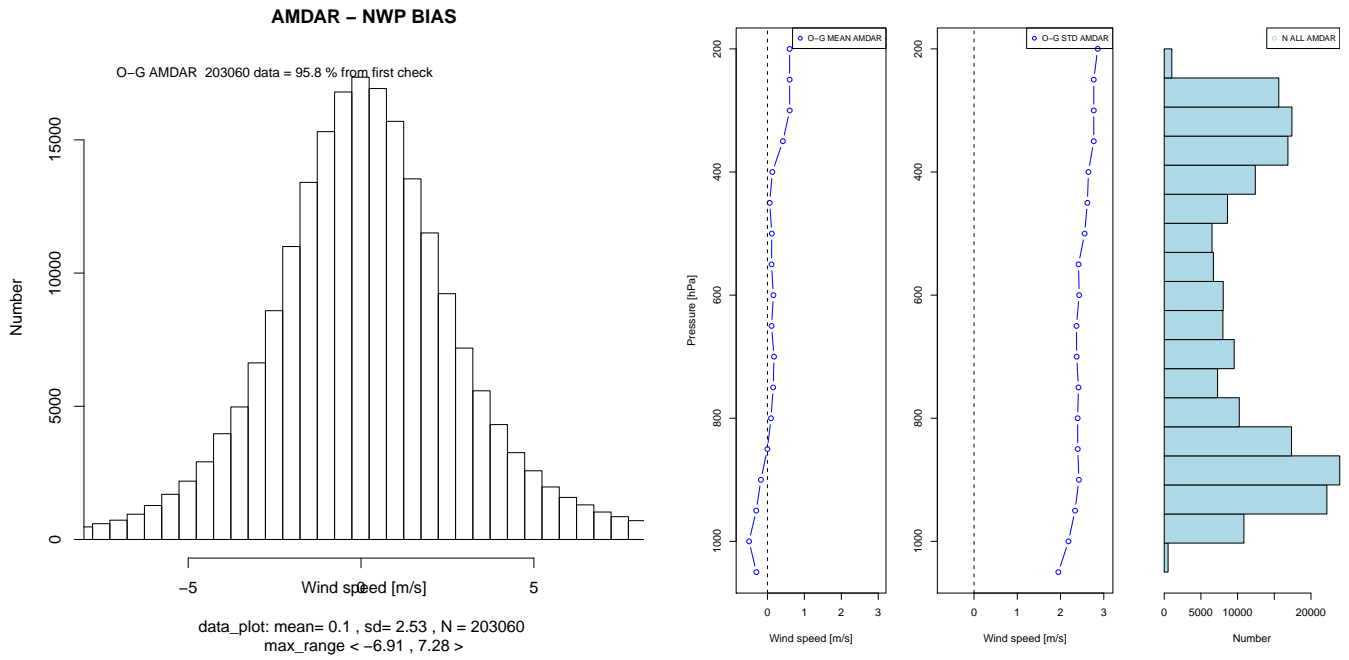 AMDAR − NWP BIAS
O−G AMDAR  203060 data = 95.8 % from first check
Number
0
5000
10000
15000
−5
0
5
Wind speed [m/s]
data_plot: mean= 0.1 , sd= 2.53 , N = 203060
max_range < −6.91 , 7.28 >
O−G MEAN AMDAR
Pressure [hPa]
200
400
600
800
1000
0 1 2 3
Wind speed [m/s]
O−G STD AMDAR
200
400
600
800
1000
0 1 2 3
Wind speed [m/s]
N ALL AMDAR
0 5000 10000 20000
Number